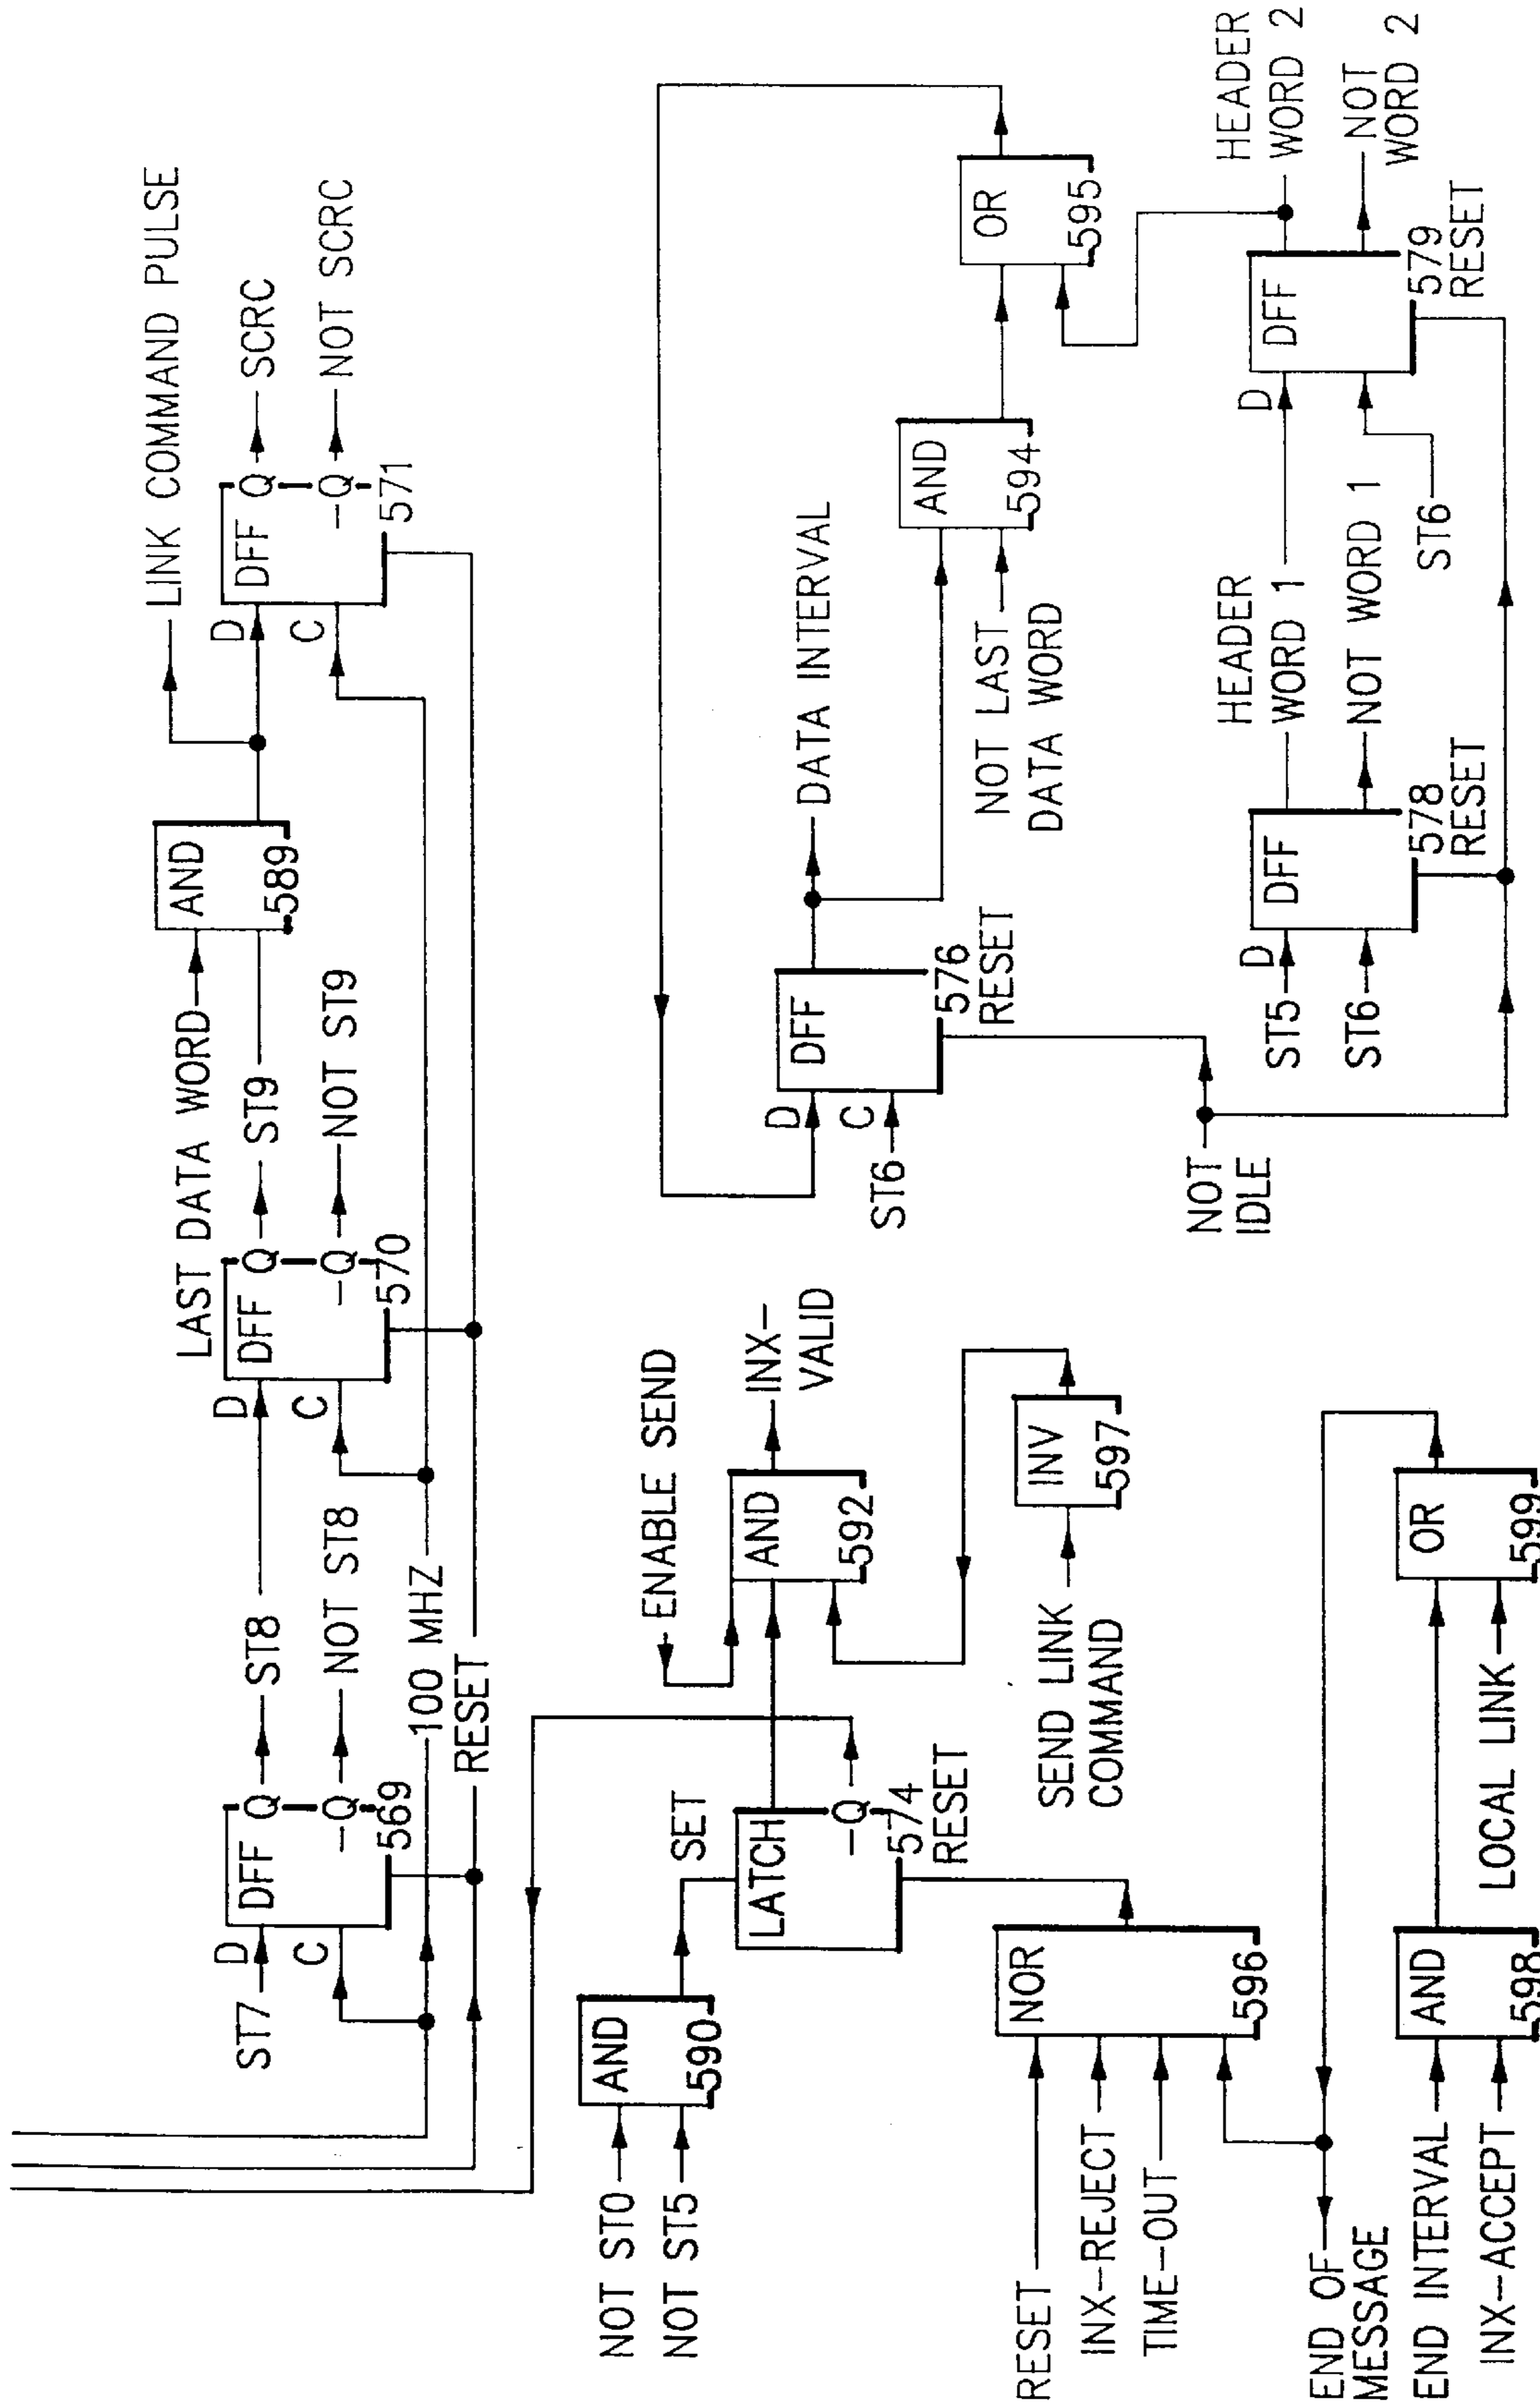 ST7
D
C
DFF
Q
-Q
569
ST8
NOT ST8
100 MHZ
RESET
D
C
DFF
Q
-Q
570
ST9
NOT ST9
LAST DATA WORD
AND
589
LINK COMMAND PULSE
D
C
DFF
Q
-Q
571
SCRC
NOT SCRC
NOT ST0
NOT ST5
AND
590
SET
LATCH
-Q
574
RESET
ENABLE SEND
AND
592
INX-
VALID
SEND LINK
COMMAND
INV
597
RESET
INX-REJECT
TIME-OUT
NOR
596
END OF
MESSAGE
END INTERVAL
INX-ACCEPT
AND
598
LOCAL LINK
OR
599
D
C
ST6
DFF
576
RESET
DATA INTERVAL
NOT LAST
DATA WORD
AND
594
OR
595
NOT
IDLE
ST5
D
ST6
DFF
578
RESET
HEADER
WORD 1
NOT WORD 1
D
ST6
DFF
579
RESET
HEADER
WORD 2
NOT
WORD 2